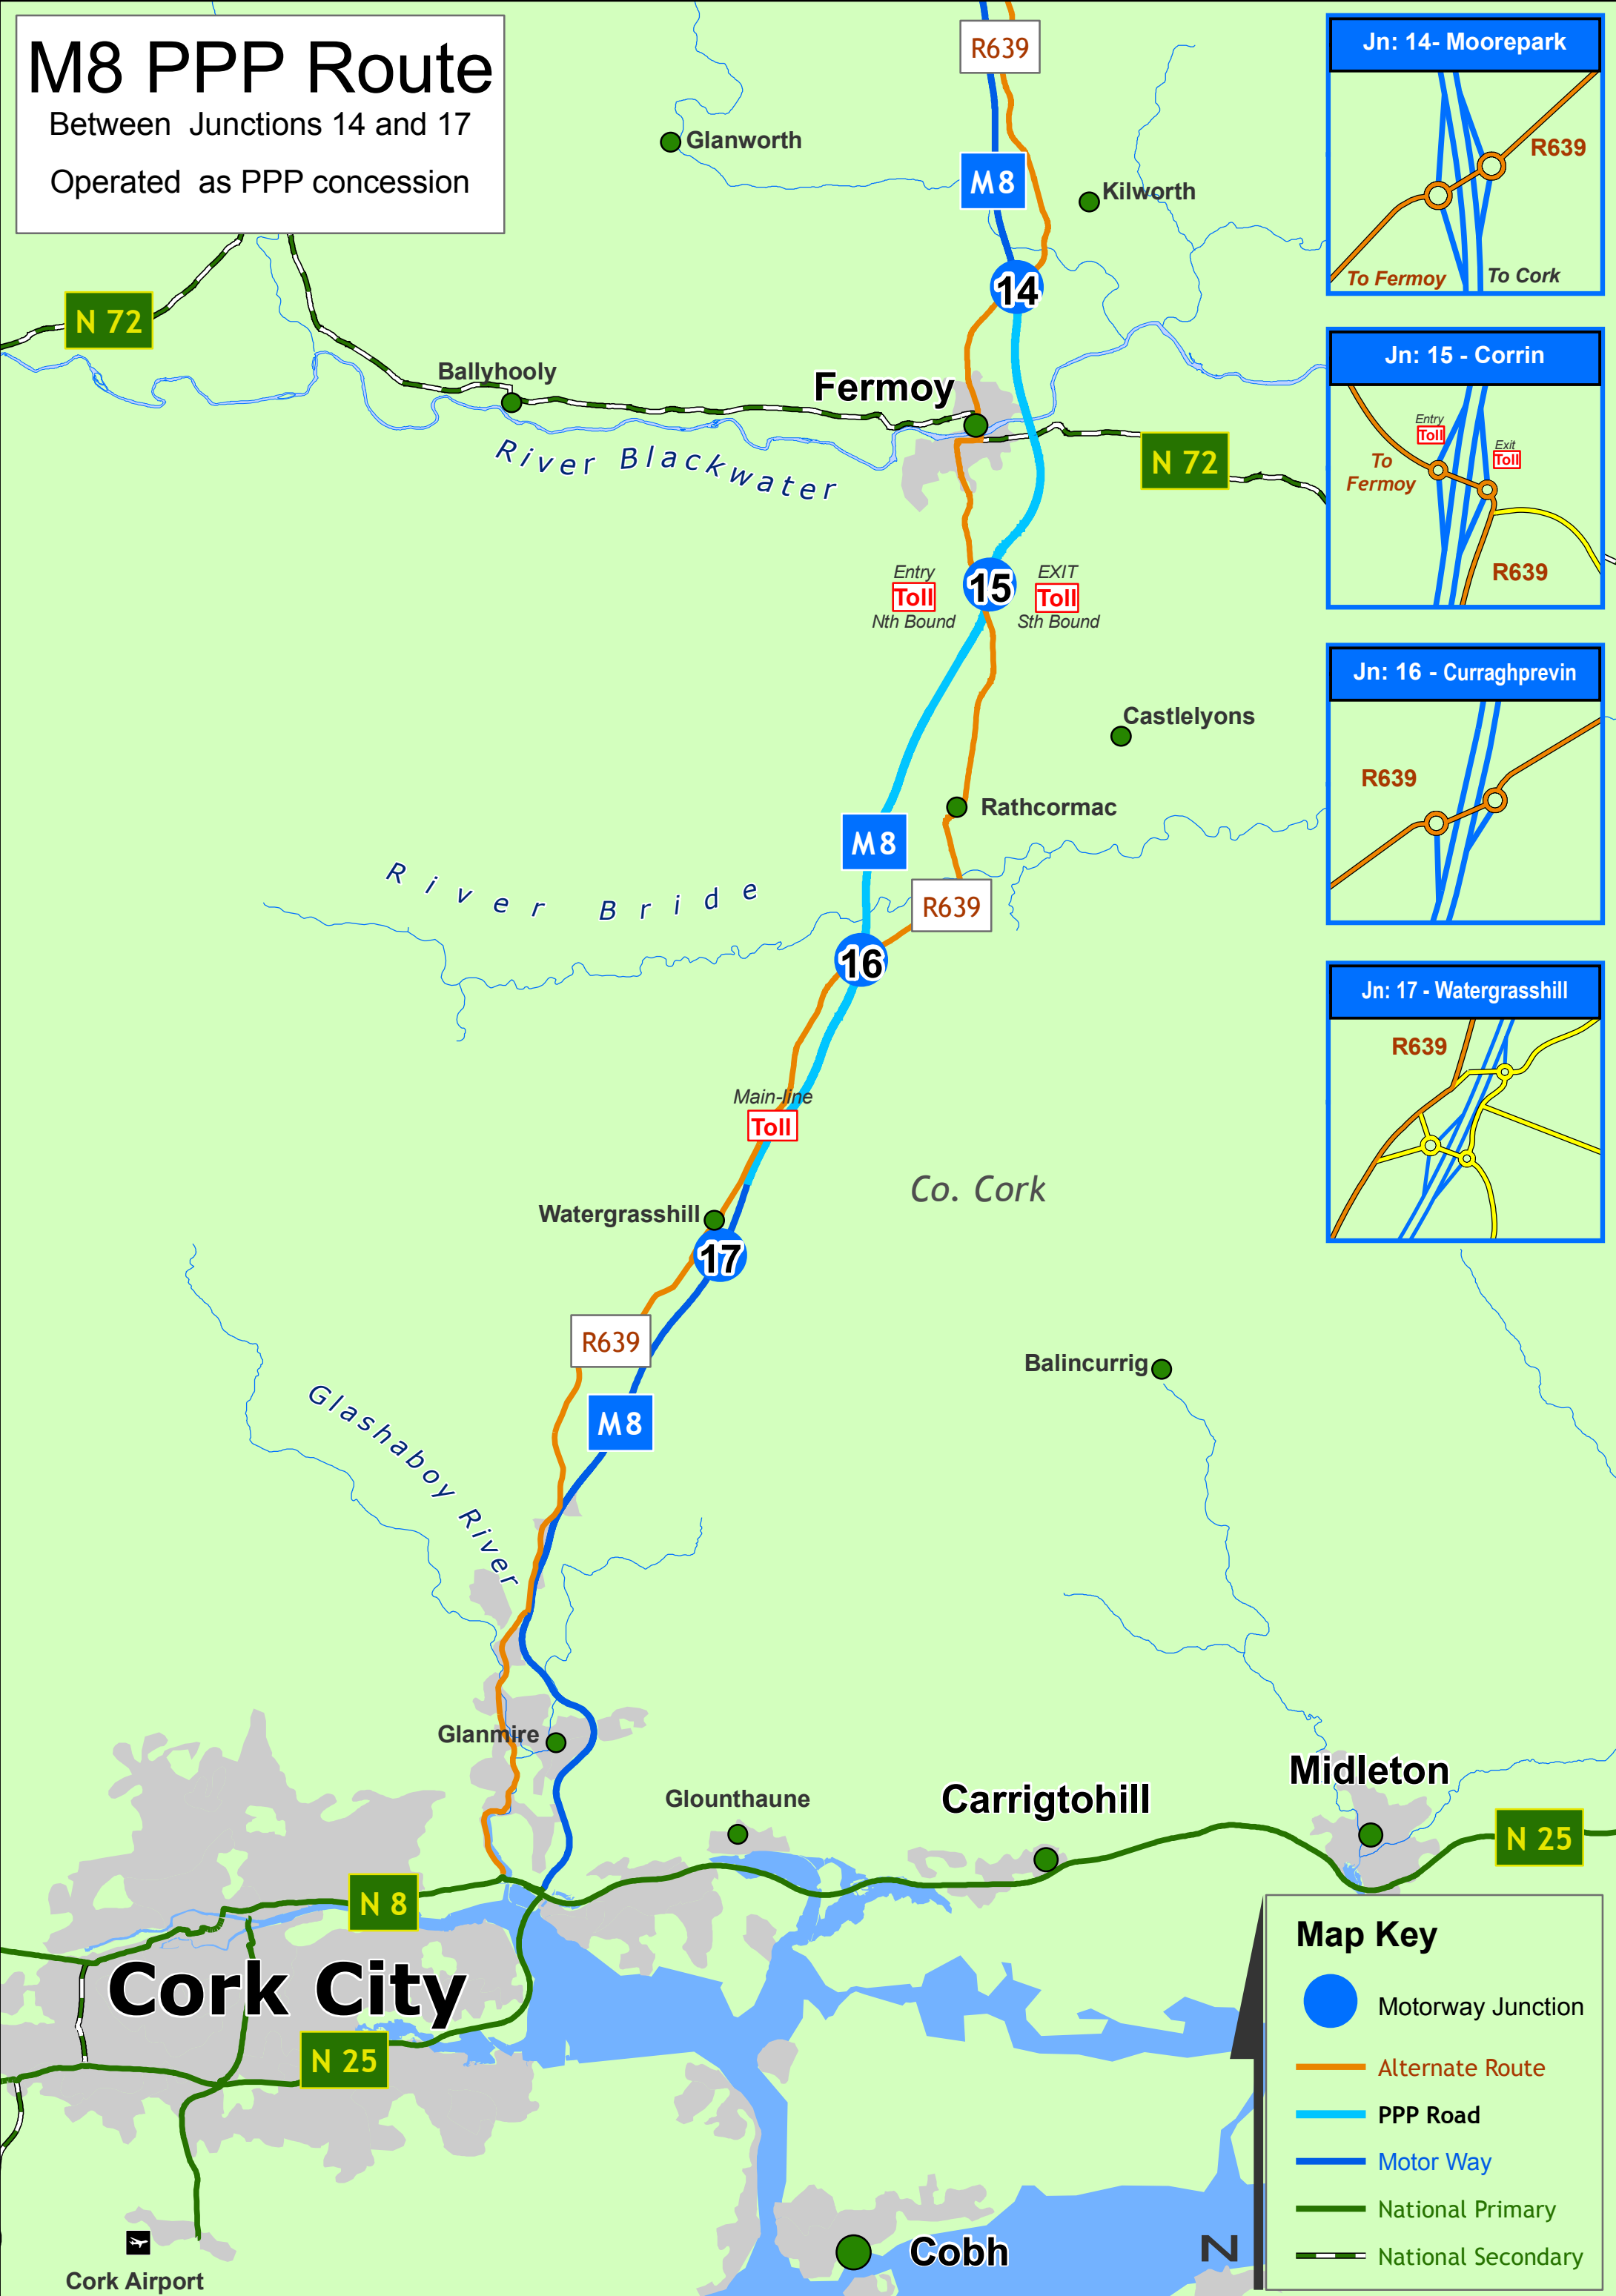 M8 PPP Route
Between Junctions 14 and 17
Operated as PPP concession
R639
M8
Glanworth
Kilworth
14
N 72
Ballyhooly
Fermoy
River Blackwater
N 72
Entry
Toll
Nth Bound
15
EXIT
Toll
Sth Bound
Castlelyons
Rathcormac
M8
River Bride
R639
16
Main-line
Toll
Co. Cork
Watergrasshill
17
R639
M8
Balincurrig
Glashaboy River
Glanmire
Glounthaune
Carrigtohill
Midleton
N 25
N 8
Cork City
N 25
Cork Airport
Cobh
N
Jn: 14- Moorepark
R639
To Fermoy
To Cork
Jn: 15 - Corrin
Entry
Toll
Exit
Toll
To
Fermoy
R639
Jn: 16 - Curraghprevin
R639
Jn: 17 - Watergrasshill
R639
Map Key
Motorway Junction
Alternate Route
PPP Road
Motor Way
National Primary
National Secondary